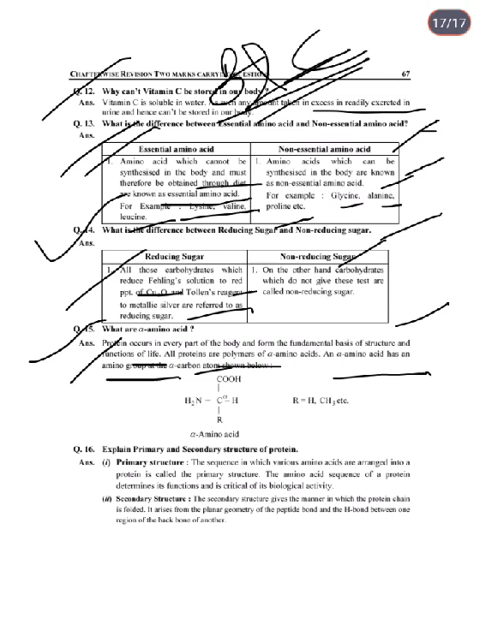 17/17
CHAPTERWISE REVISION TWO MARKS CARRYING QUESTIONS 67
Q. 12. Why can't Vitamin C be stored in our body ?
Ans. Vitamin C is soluble in water. As such any amount taken in excess in readily excreted in
urine and hence can't be stored in our body.
Q. 13. What is the difference between Essential amino acid and Non-essential amino acid?
Ans.
Essential amino acid Non-essential amino acid
1. Amino acid which cannot be
synthesised in the body and must
therefore be obtained through diet
are known as essential amino acid.
For Example : Lysine, valine,
leucine.
1. Amino acids which can be
synthesised in the body are known
as non-essential amino acid.
For example : Glycine, alanine,
proline etc.
Q. 14. What is the difference between Reducing Sugar and Non-reducing sugar.
Ans.
Reducing Sugar Non-reducing Sugar
1. All those carbohydrates which
reduce Fehling's solution to red
ppt. of Cu₂O and Tollen's reagent
to metallic silver are referred to as
reducing sugar.
1. On the other hand carbohydrates
which do not give these test are
called non-reducing sugar.
Q. 15. What are α-amino acid ?
Ans. Protein occurs in every part of the body and form the fundamental basis of structure and
functions of life. All proteins are polymers of α-amino acids. An α-amino acid has an
amino group at the α-carbon atom shown below :
COOH
|
H₂N – Cα – H R = H, CH₃ etc.
|
R
α-Amino acid
Q. 16. Explain Primary and Secondary structure of protein.
Ans. (i) Primary structure : The sequence in which various amino acids are arranged into a
protein is called the primary structure. The amino acid sequence of a protein
determines its functions and is critical of its biological activity.
(ii) Secondary Structure : The secondary structure gives the manner in which the protein chain
is folded. It arises from the planar geometry of the peptide bond and the H-bond between one
region of the back bone of another.